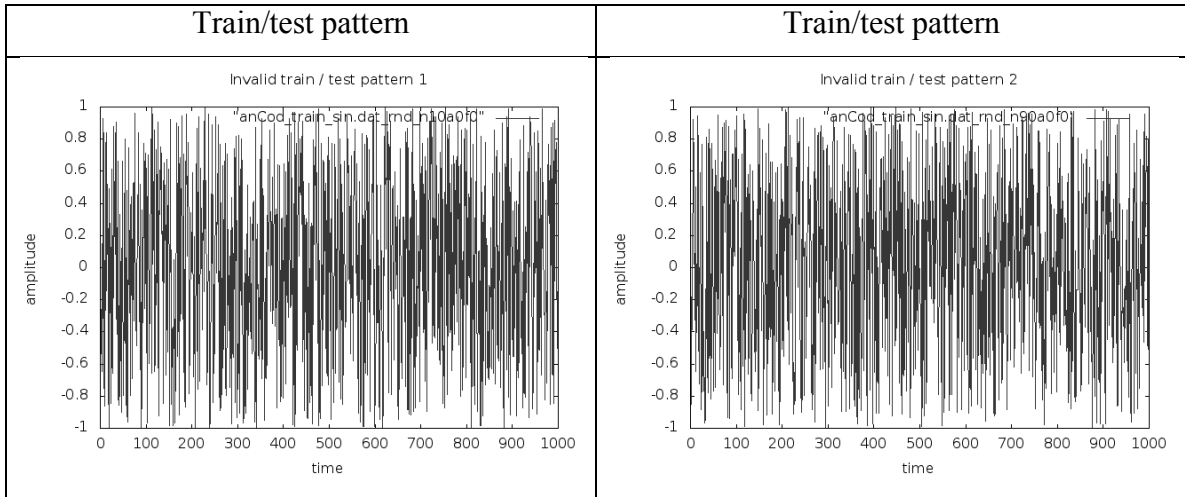 Train/test pattern
Train/test pattern
Invalid train / test pattern 1
"anCod_train_sin.dat_rnd_n10a0f0"
1
0.8
0.6
0.4
0.2
0
-0.2
-0.4
-0.6
-0.8
-1
amplitude
0 100 200 300 400 500 600 700 800 900 1000
time
Invalid train / test pattern 2
"anCod_train_sin.dat_rnd_n90a0f0"
1
0.8
0.6
0.4
0.2
0
-0.2
-0.4
-0.6
-0.8
-1
amplitude
0 100 200 300 400 500 600 700 800 900 1000
time